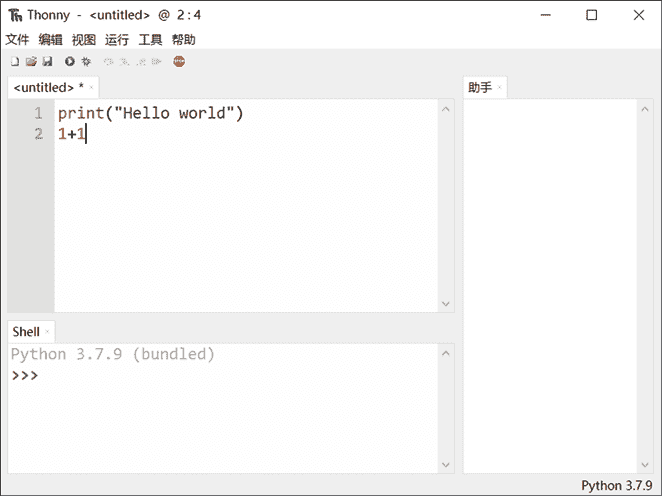 Thonny - <untitled> @ 2:4
文件 编辑 视图 运行 工具 帮助
STOP
<untitled> *
1 print("Hello world")
2 1+1
助手
Shell
Python 3.7.9 (bundled)
>>>
Python 3.7.9